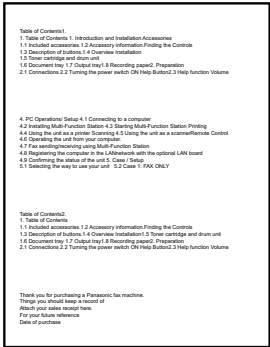 Table of Contents1.
1. Table of Contents 1. Introduction and InstallationAccessories
1.1 Included accessories.1.2 Accessory information.Finding the Controls
1.3 Description of buttons.1.4 Overview Installation
1.5 Toner cartridge and drum unit
1.6 Document tray 1.7 Output tray1.8 Recording paper2. Preparation
2.1 Connections 2.2 Turning the power switch ON Help Button2.3 Help function Volume
4. PC Operations/ Setup 4.1 Connecting to a computer
4.2 Installing Multi-Function Station 4.3 Starting Multi-Function Station Printing
4.4 Using the unit as a printer Scanning 4.5 Using the unit as a scannerRemote Control
4.6 Operating the unit from your computer.
4.7 Fax sending/receiving using Multi-Function Station
4.8 Registering the computer in the LANnetwork with the optional LAN board
4.9 Confirming the status of the unit 5. Case / Setup
5.1 Selecting the way to use your unit 5.2 Case 1: FAX ONLY
Table of Contents2.
1. Table of Contents
1.1 Included accessories.1.2 Accessory information.Finding the Controls
1.3 Description of buttons.1.4 Overview Installation1.5 Toner cartridge and drum unit
1.6 Document tray 1.7 Output tray1.8 Recording paper2. Preparation
2.1 Connections 2.2 Turning the power switch ON Help Button2.3 Help function Volume
Thank you for purchasing a Panasonic fax machine.
Things you should keep a record of
Attach your sales receipt here.
For your future reference
Date of purchase